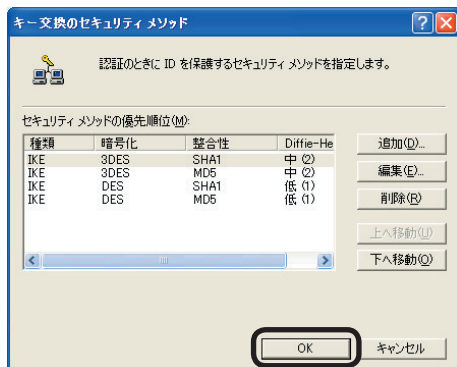 キー交換のセキュリティ メソッド
認証のときに ID を保護するセキュリティ メソッドを指定します。
セキュリティ メソッドの優先順位(M):
種類 暗号化 整合性 Diffie-He
IKE 3DES SHA1 中 (2)
IKE 3DES MD5 中 (2)
IKE DES SHA1 低 (1)
IKE DES MD5 低 (1)
追加(D)...
編集(E)...
削除(R)
上へ移動(U)
下へ移動(O)
OK キャンセル